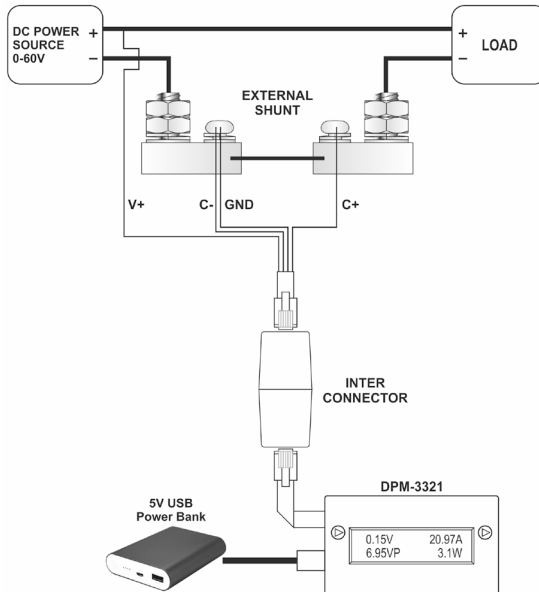 DC POWER
SOURCE
0-60V
+
−
+
−
LOAD
EXTERNAL
SHUNT
V+
C-
GND
C+
INTER
CONNECTOR
DPM-3321
5V USB
Power Bank
0.15V 20.97A
6.95VP 3.1W